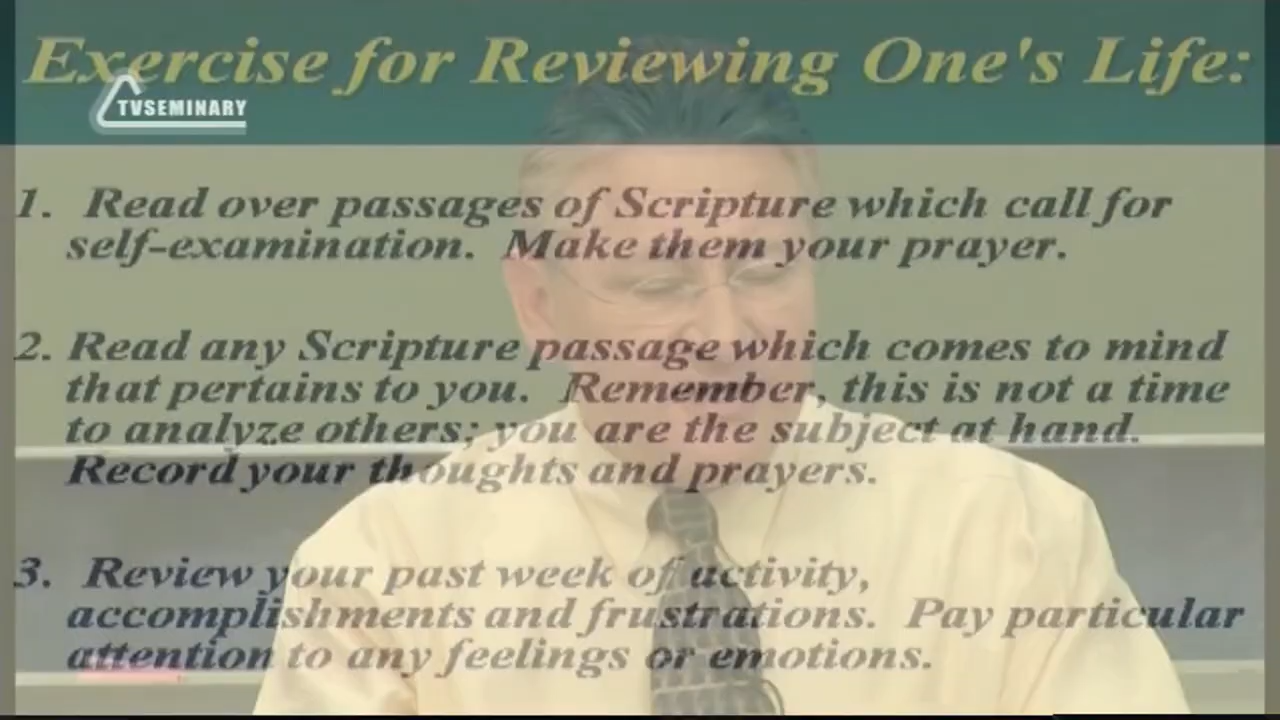 Exercise for Reviewing One's Life:
TVSEMINARY
1. Read over passages of Scripture which call for
self-examination. Make them your prayer.
2. Read any Scripture passage which comes to mind
that pertains to you. Remember, this is not a time
to analyze others; you are the subject at hand.
Record your thoughts and prayers.
3. Review your past week of activity,
accomplishments and frustrations. Pay particular
attention to any feelings or emotions.